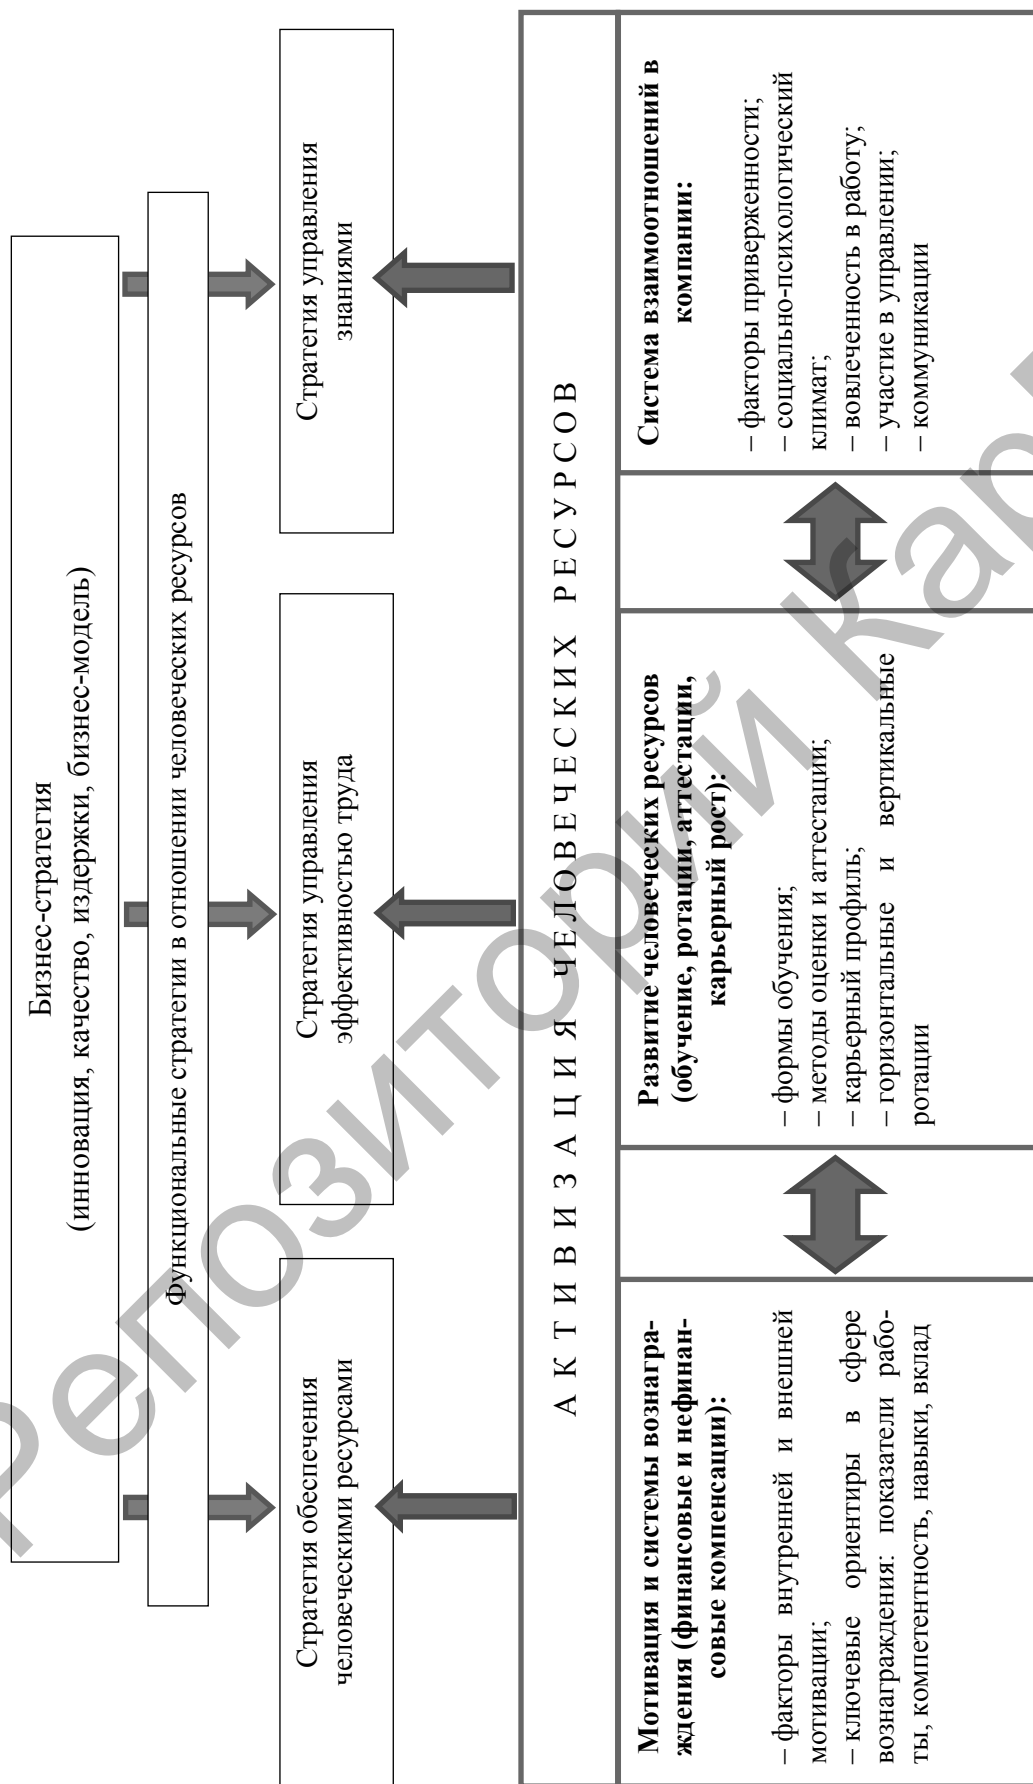 Бизнес-стратегия
(инновация, качество, издержки, бизнес-модель)
Функциональные стратегии в отношении человеческих ресурсов
Стратегия обеспечения
человеческими ресурсами
Стратегия управления
эффективностью труда
Стратегия управления
знаниями
АКТИВИЗАЦИЯ ЧЕЛОВЕЧЕСКИХ РЕСУРСОВ
Мотивация и системы вознагра-
ждения (финансовые и нефинан-
совые компенсации):
– факторы внутренней и внешней
мотивации;
– ключевые ориентиры в сфере
вознаграждения: показатели рабо-
ты, компетентность, навыки, вклад
Развитие человеческих ресурсов
(обучение, ротации, аттестации,
карьерный рост):
– формы обучения;
– методы оценки и аттестации;
– карьерный профиль;
– горизонтальные и вертикальные
ротации
Система взаимоотношений в
компании:
– факторы приверженности;
– социально-психологический
климат;
– вовлеченность в работу;
– участие в управлении;
– коммуникации
Репозиторий